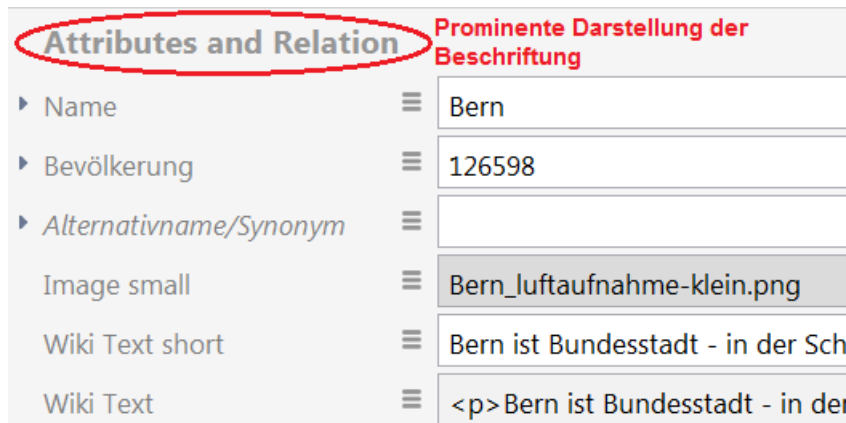 Attributes and Relation
Prominente Darstellung der
Beschriftung
Name Bern
Bevölkerung 126598
Alternativname/Synonym
Image small Bern_luftaufnahme-klein.png
Wiki Text short Bern ist Bundesstadt - in der Sch
Wiki Text <p>Bern ist Bundesstadt - in der